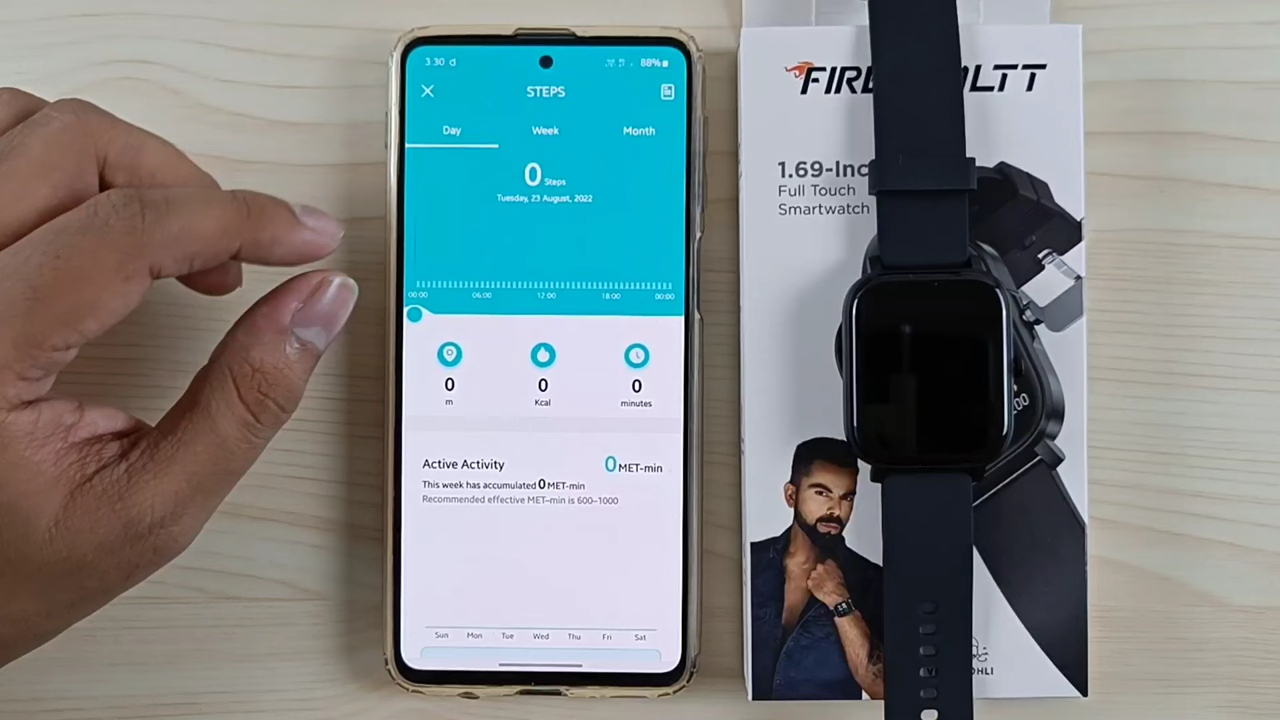 3:30
88%
STEPS
Day Week Month
0 Steps
Tuesday, 23 August, 2022
00:00 06:00 12:00 18:00 00:00
0 0 0
m Kcal minutes
Active Activity 0 MET-min
This week has accumulated 0 MET-min
Recommended effective MET-min is 600-1000
Sun Mon Tue Wed Thu Fri Sat
FIRE LTT
1.69-Inc
Full Touch
Smartwatch
OHLI